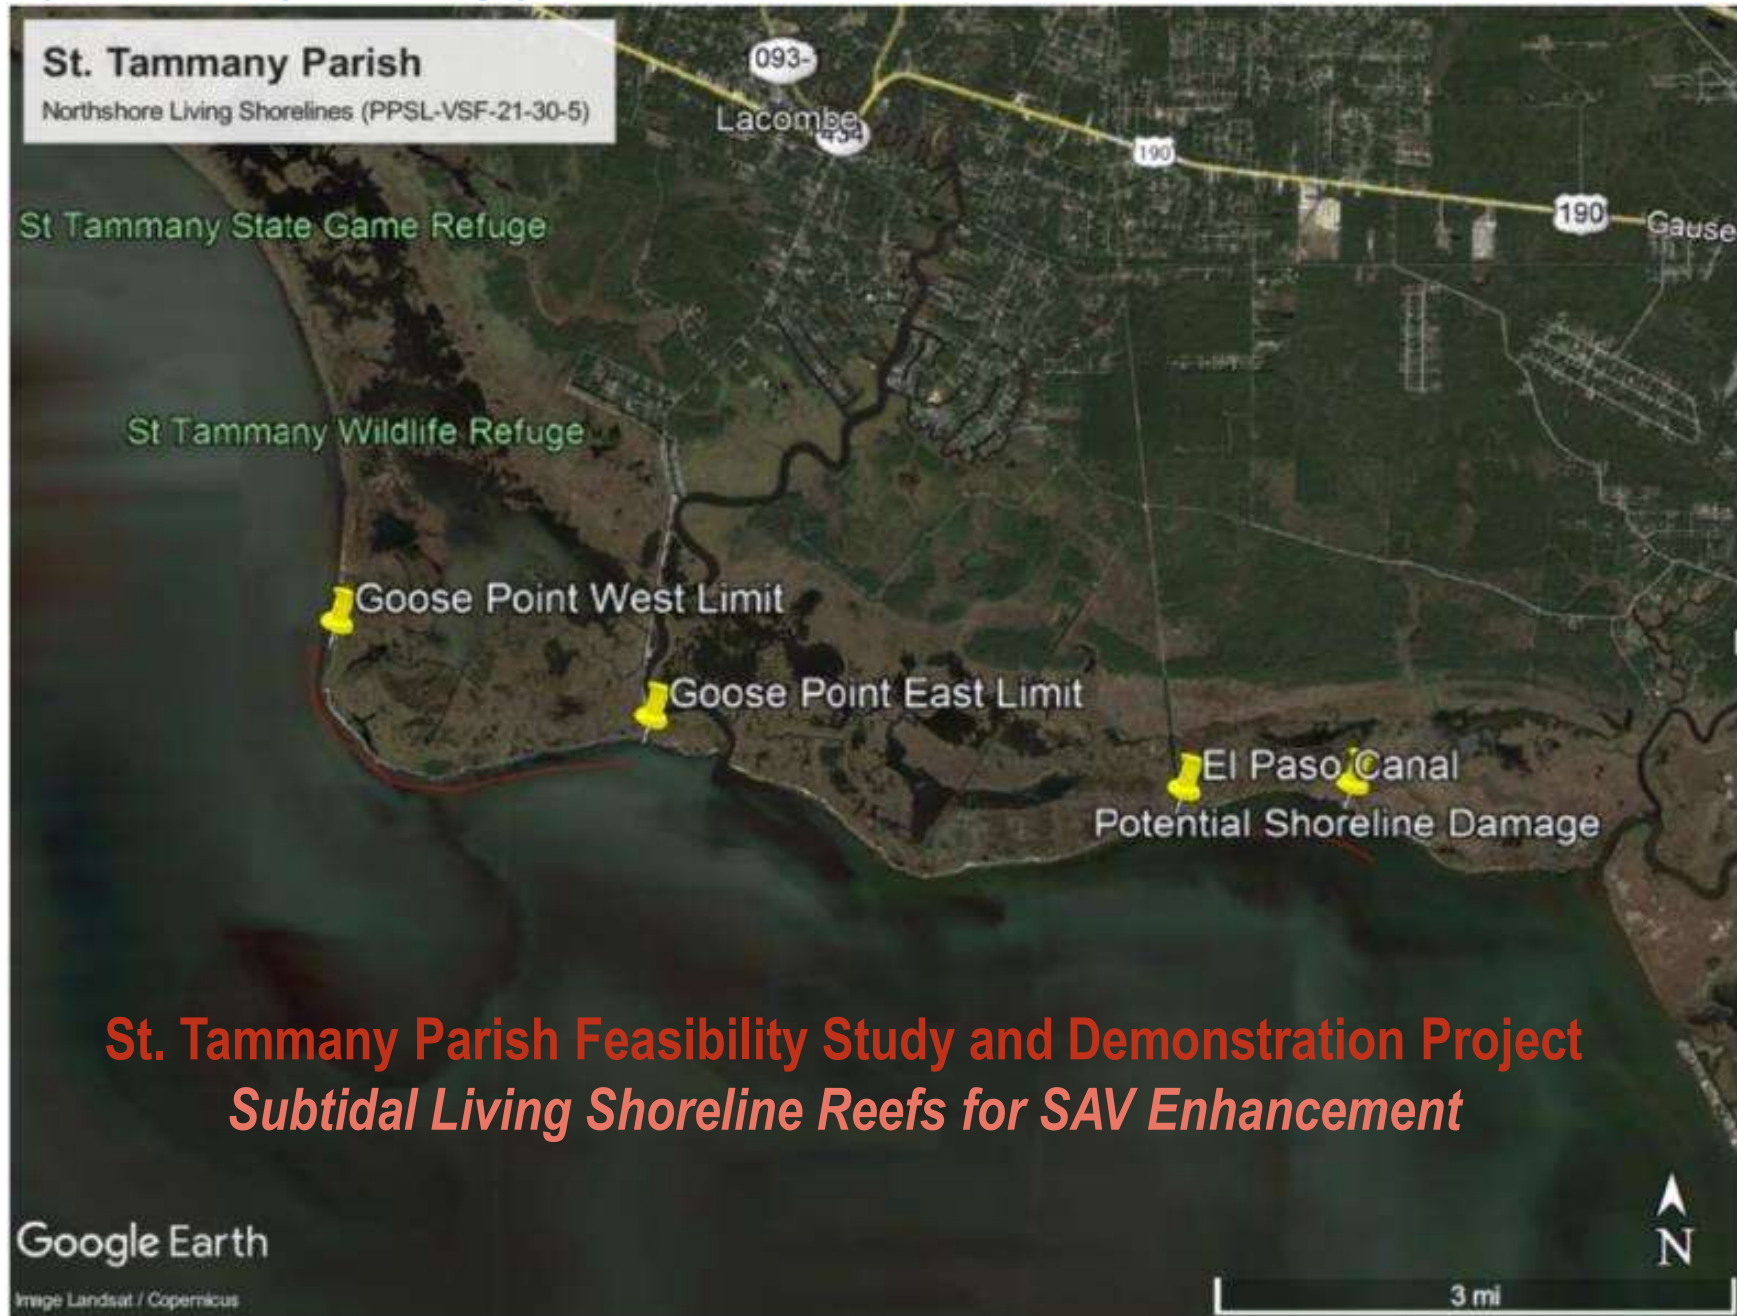 St. Tammany Parish
Northshore Living Shorelines (PPSL-VSF-21-30-5)
093-
Lacombe
434
190
190
Gause
St Tammany State Game Refuge
St Tammany Wildlife Refuge
Goose Point West Limit
Goose Point East Limit
El Paso Canal
Potential Shoreline Damage
St. Tammany Parish Feasibility Study and Demonstration Project
Subtidal Living Shoreline Reefs for SAV Enhancement
Google Earth
N
Image Landsat / Copernicus
3 mi